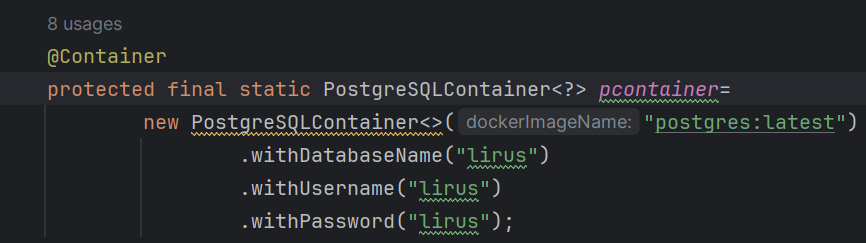 8 usages
@Container
protected final static PostgreSQLContainer<?> pcontainer=
new PostgreSQLContainer<>( dockerImageName: "postgres:latest")
.withDatabaseName("lirus")
.withUsername("lirus")
.withPassword("lirus");